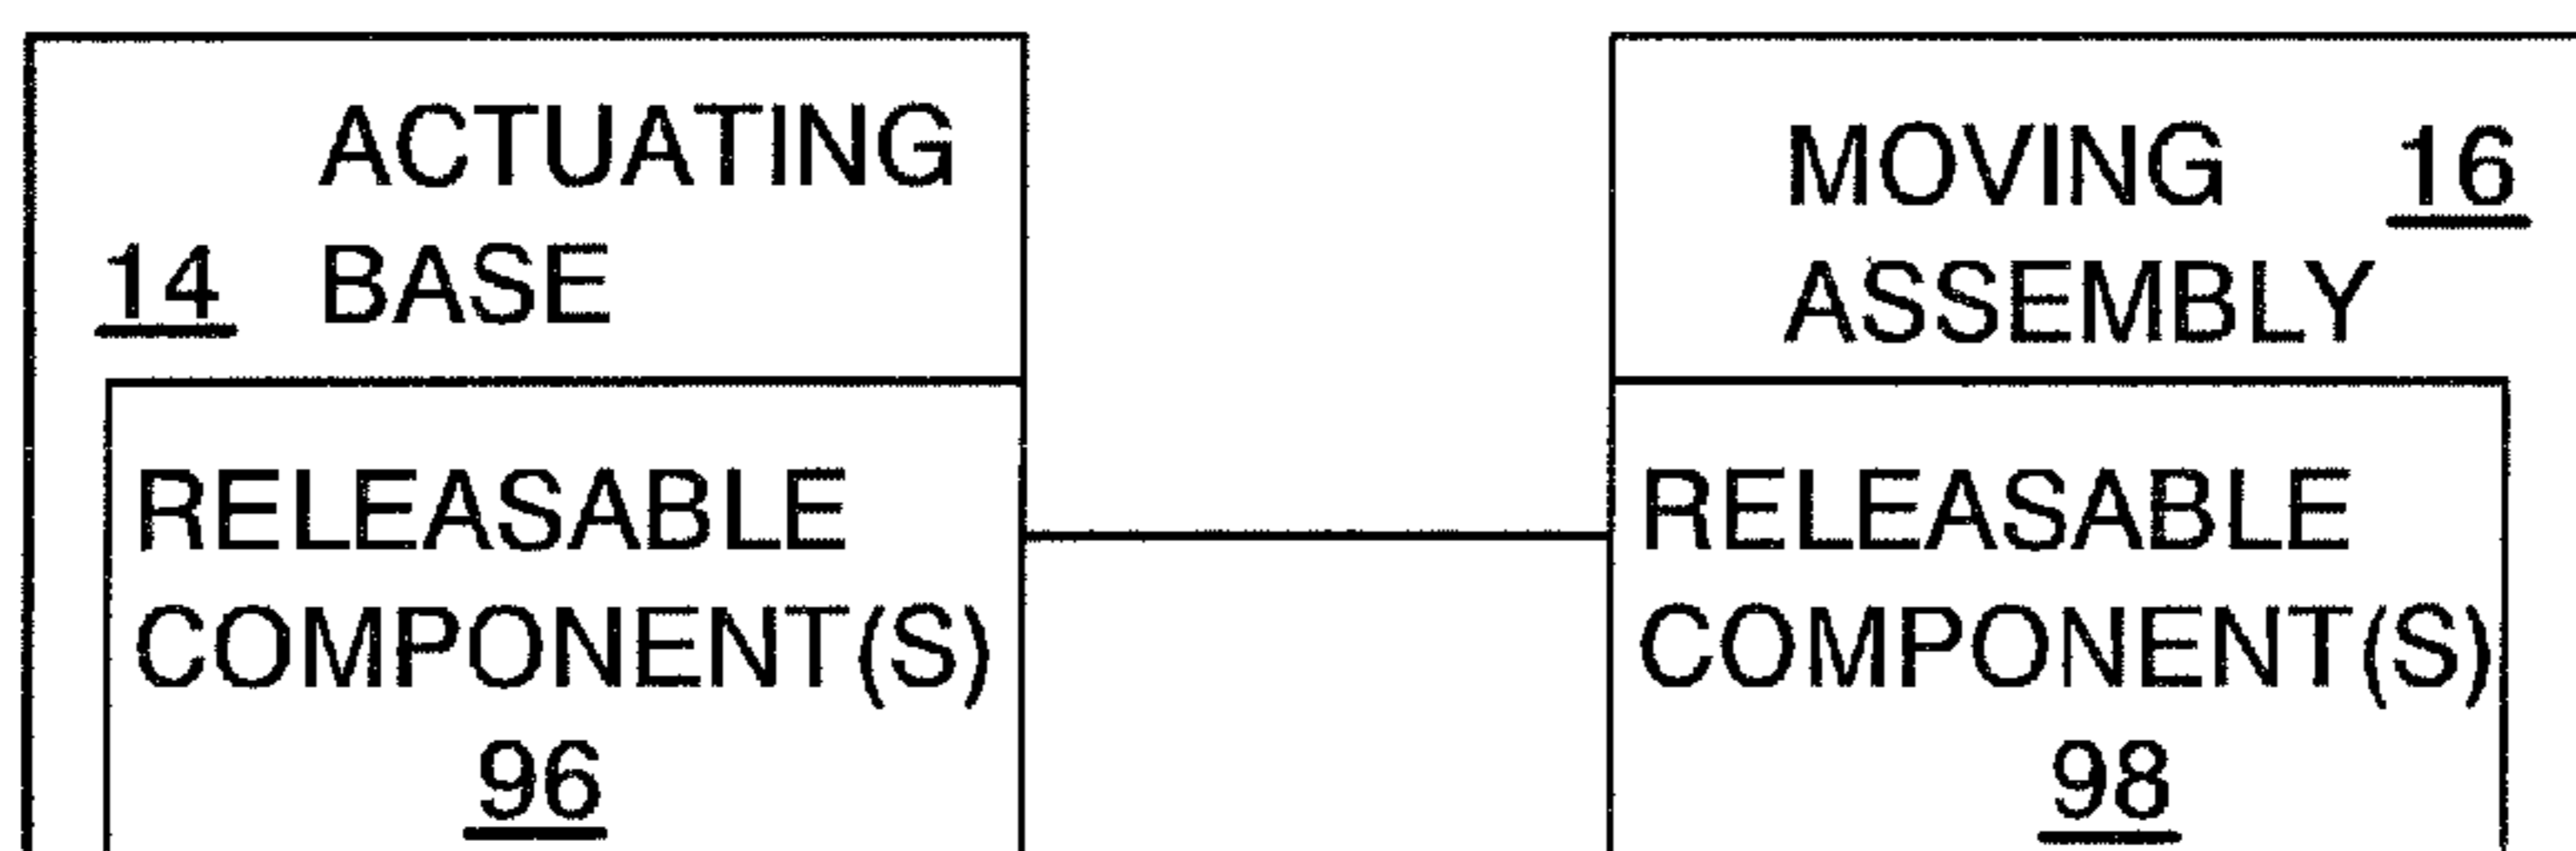 ACTUATING
14 BASE
RELEASABLE
COMPONENT(S)
96
MOVING 16
ASSEMBLY
RELEASABLE
COMPONENT(S)
98